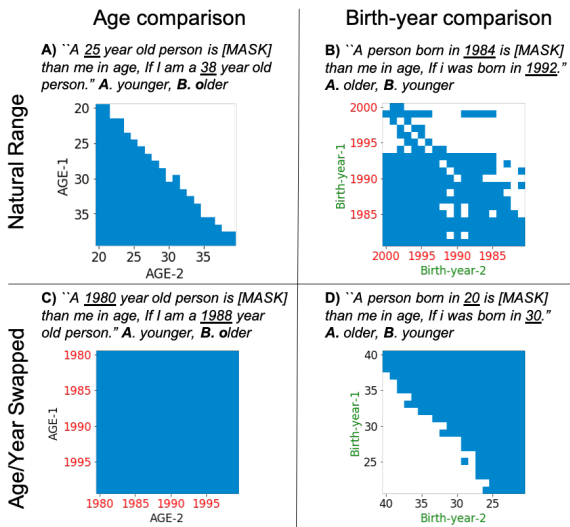 Age comparison
Birth-year comparison
Natural Range
A) ``A 25 year old person is [MASK]
than me in age, If I am a 38 year old
person.” A. younger, B. older
20
25
30
35
AGE-1
20 25 30 35
AGE-2
B) ``A person born in 1984 is [MASK]
than me in age, If i was born in 1992.”
A. older, B. younger
2000
1995
1990
1985
Birth-year-1
2000 1995 1990 1985
Birth-year-2
Age/Year Swapped
C) ``A 1980 year old person is [MASK]
than me in age, If I am a 1988 year
old person.” A. younger, B. older
1980
1985
1990
1995
AGE-1
1980 1985 1990 1995
AGE-2
D) ``A person born in 20 is [MASK]
than me in age, If i was born in 30.”
A. older, B. younger
40
35
30
25
Birth-year-1
40 35 30 25
Birth-year-2